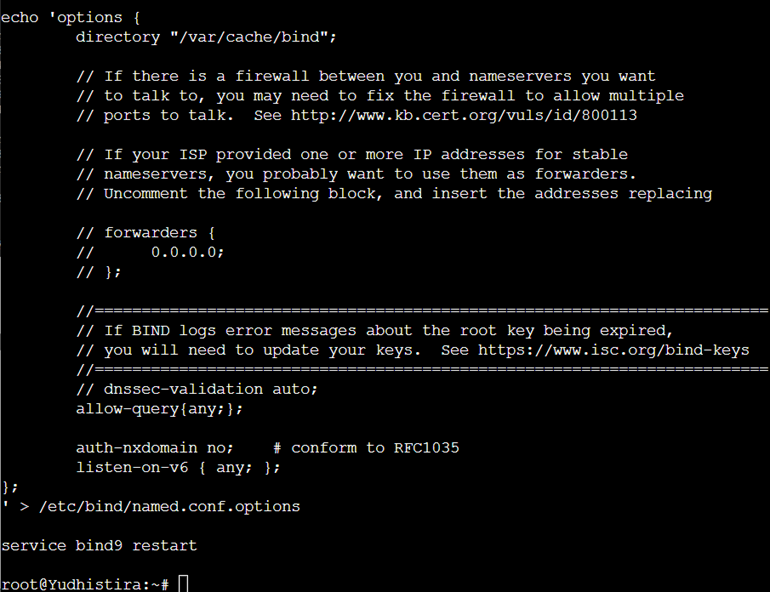 echo 'options {
        directory "/var/cache/bind";

        // If there is a firewall between you and nameservers you want
        // to talk to, you may need to fix the firewall to allow multiple
        // ports to talk.  See http://www.kb.cert.org/vuls/id/800113

        // If your ISP provided one or more IP addresses for stable
        // nameservers, you probably want to use them as forwarders.
        // Uncomment the following block, and insert the addresses replacing

        // forwarders {
        //      0.0.0.0;
        // };

        //========================================================================
        // If BIND logs error messages about the root key being expired,
        // you will need to update your keys.  See https://www.isc.org/bind-keys
        //========================================================================
        // dnssec-validation auto;
        allow-query{any;};

        auth-nxdomain no;    # conform to RFC1035
        listen-on-v6 { any; };
};
' > /etc/bind/named.conf.options

service bind9 restart

root@Yudhistira:~#